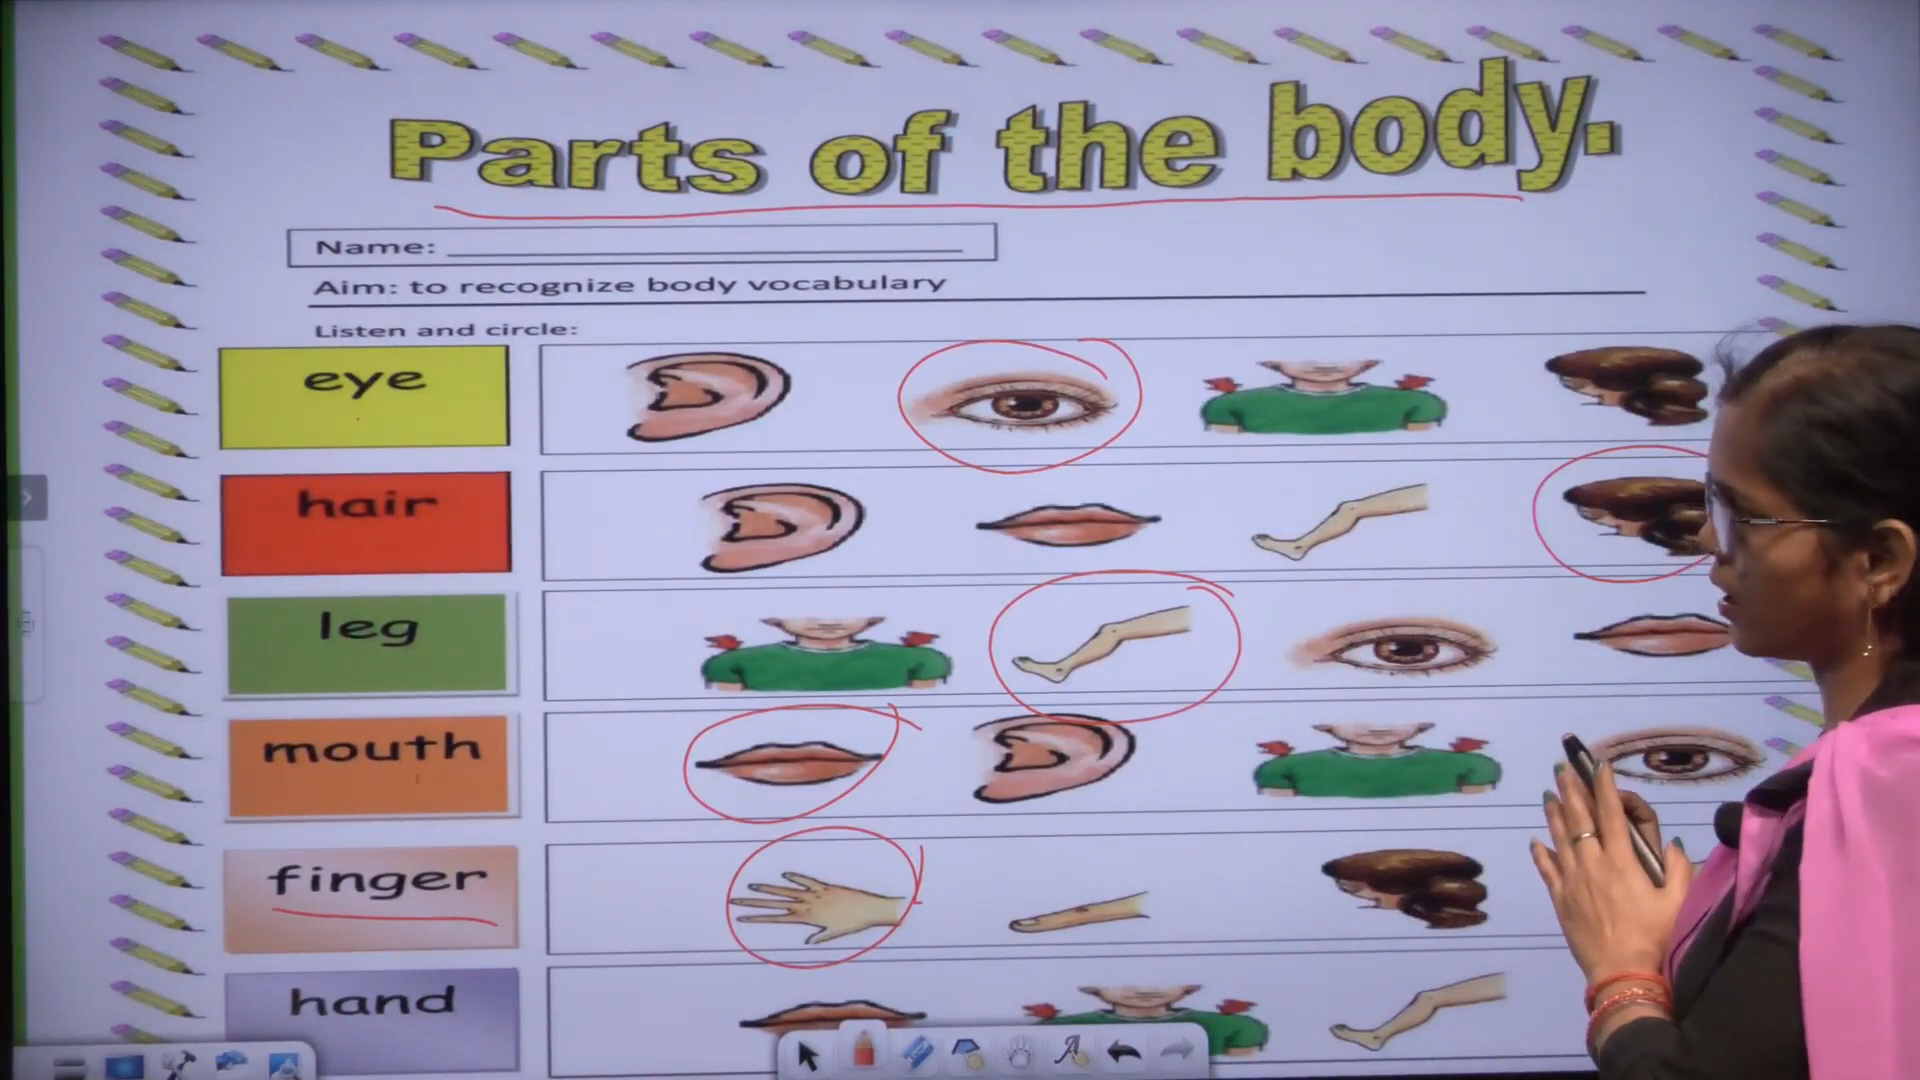 Parts of the body.
Name:
Aim: to recognize body vocabulary
Listen and circle:
eye
hair
leg
mouth
finger
hand